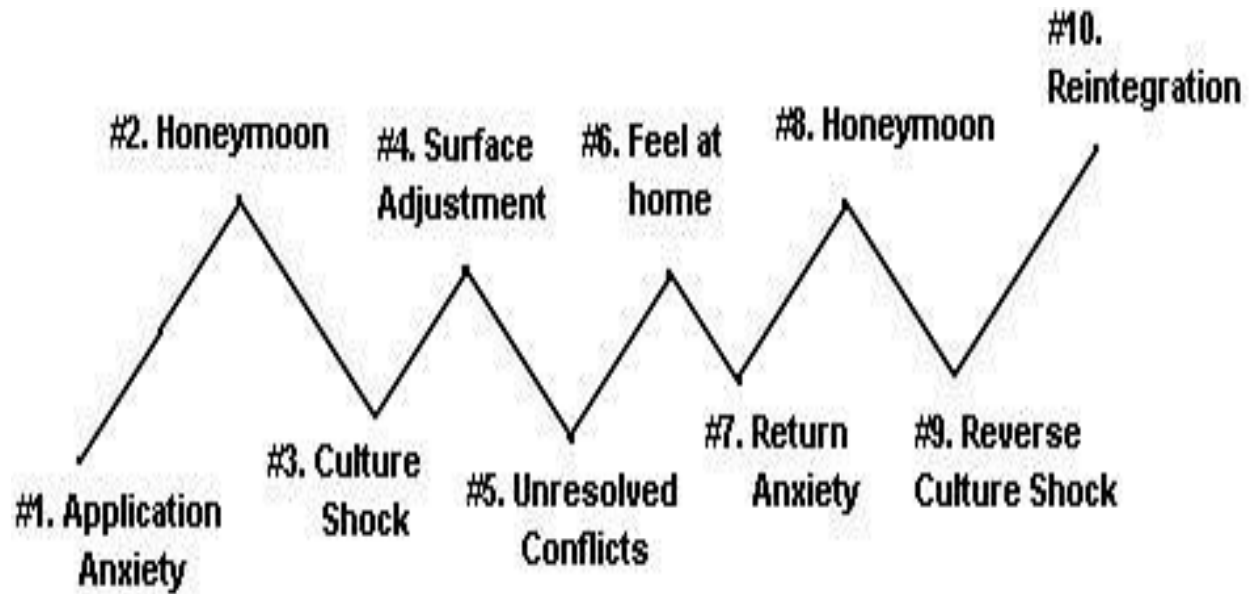 #1. Application
Anxiety
#2. Honeymoon
#3. Culture
Shock
#4. Surface
Adjustment
#5. Unresolved
Conflicts
#6. Feel at
home
#7. Return
Anxiety
#8. Honeymoon
#9. Reverse
Culture Shock
#10.
Reintegration